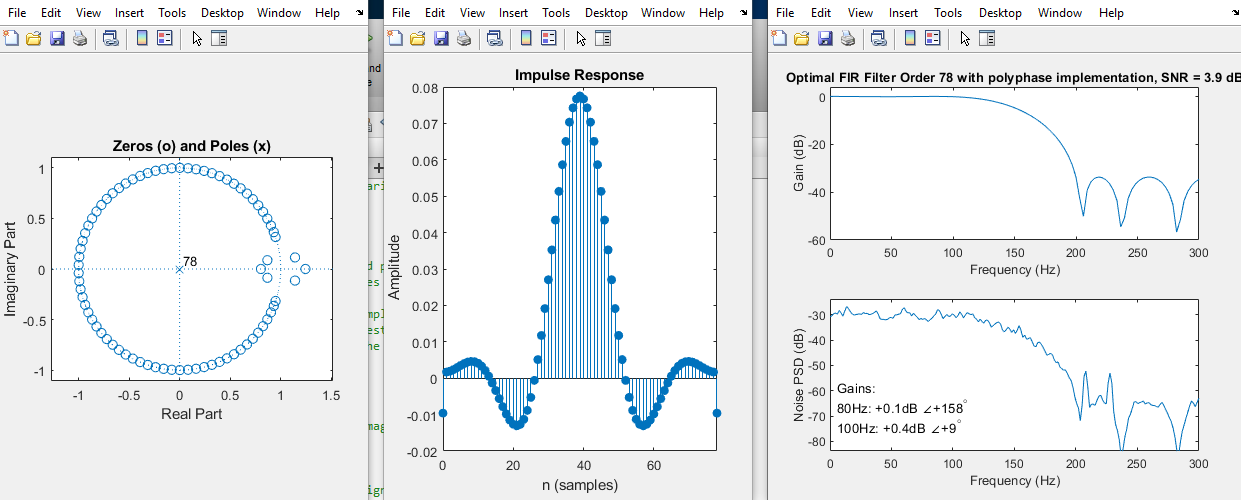 File Edit View Insert Tools Desktop Window Help
Zeros (o) and Poles (x)
1
0.5
0
-0.5
-1
78
-1 -0.5 0 0.5 1 1.5
Real Part
Imaginary Part
File Edit View Insert Tools Desktop Window Help
Impulse Response
0.08
0.07
0.06
0.05
0.04
0.03
0.02
0.01
0
-0.01
-0.02
0 20 40 60
n (samples)
Amplitude
File Edit View Insert Tools Desktop Window Help
Optimal FIR Filter Order 78 with polyphase implementation, SNR = 3.9 dB
0
-20
-40
-60
0 50 100 150 200 250 300
Frequency (Hz)
Gain (dB)
-30
-40
-50
-60
-70
-80
Gains:
80Hz: +0.1dB ∠+158°
100Hz: +0.4dB ∠+9°
0 50 100 150 200 250 300
Frequency (Hz)
Noise PSD (dB)